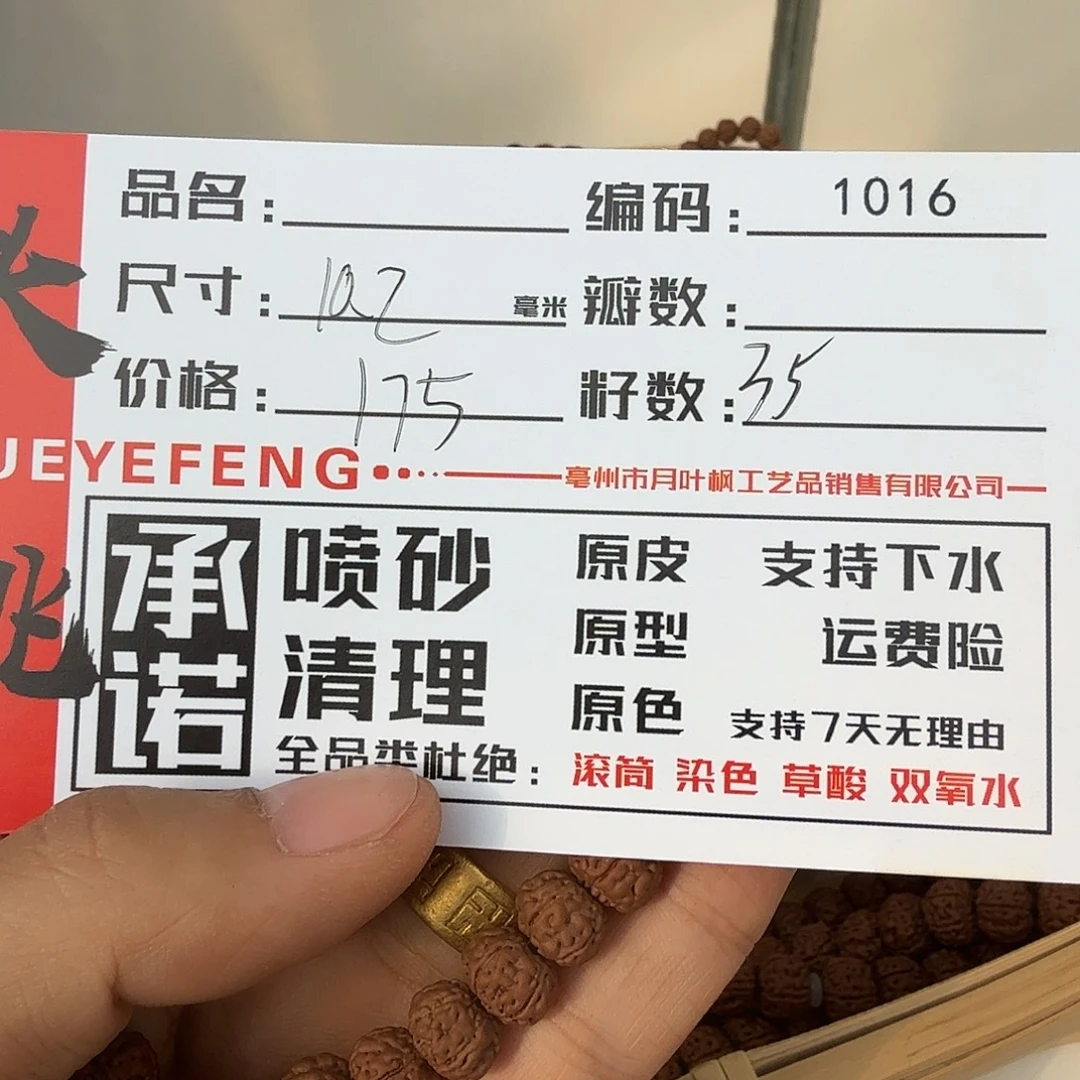 品名： 编码：1016
尺寸：102 毫米 瓣数：
价格：175 籽数：35
UEYEFENG
亳州市月叶枫工艺品销售有限公司
承诺
喷砂
清理
全品类杜绝：滚筒 染色 草酸 双氧水
原皮 支持下水
原型 运费险
原色 支持7天无理由